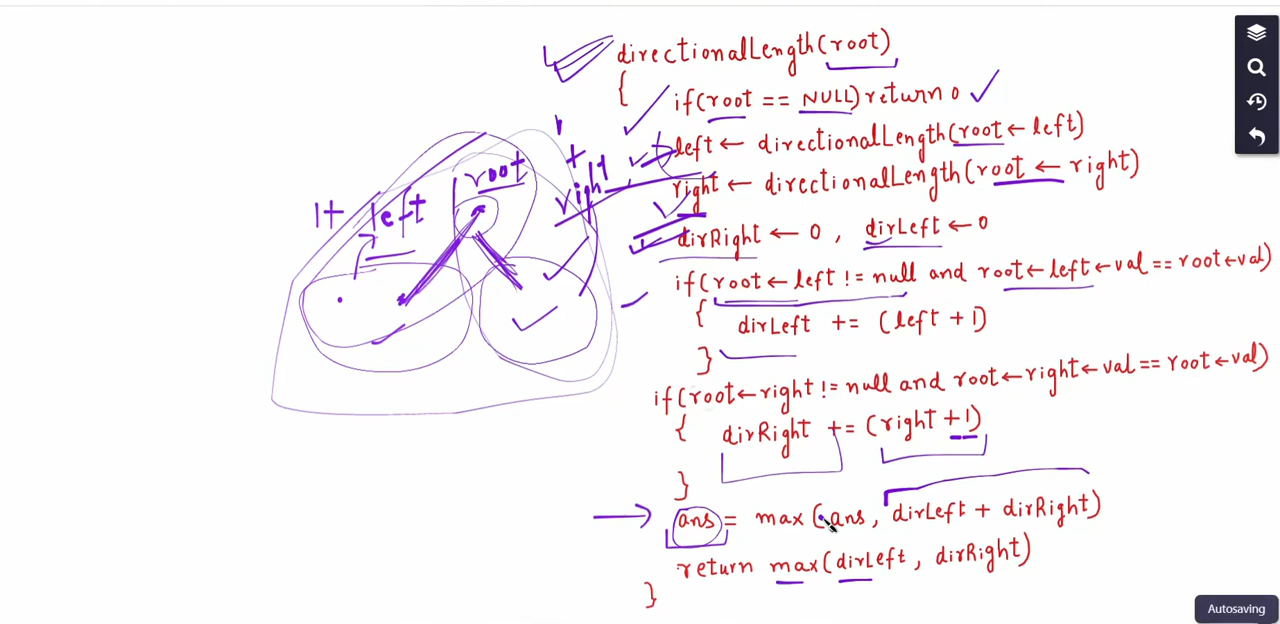 directionalLength(root)
{
if(root == NULL) return 0
left ← directionalLength(root ← left)
right ← directionalLength(root ← right)
dirRight ← 0 , dirLeft ← 0
if(root ← left != null and root ← left ← val == root ← val)
{
dirLeft += (left + 1)
}
if(root ← right != null and root ← right ← val == root ← val)
{
dirRight += (right + 1)
}
ans = max(ans, dirLeft + dirRight)
return max(dirLeft, dirRight)
}
root
1 + left
1 + right
Autosaving